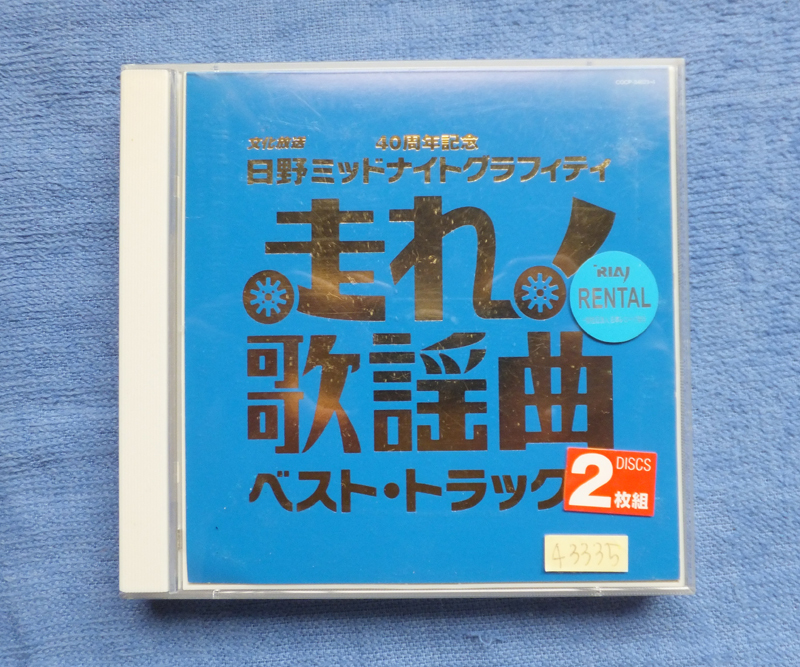 文化放送 40周年記念
日野ミッドナイトグラフィティ
走れ!
歌謡曲
ベスト・トラック
RIAJ
RENTAL
2 DISCS
枚組
43335